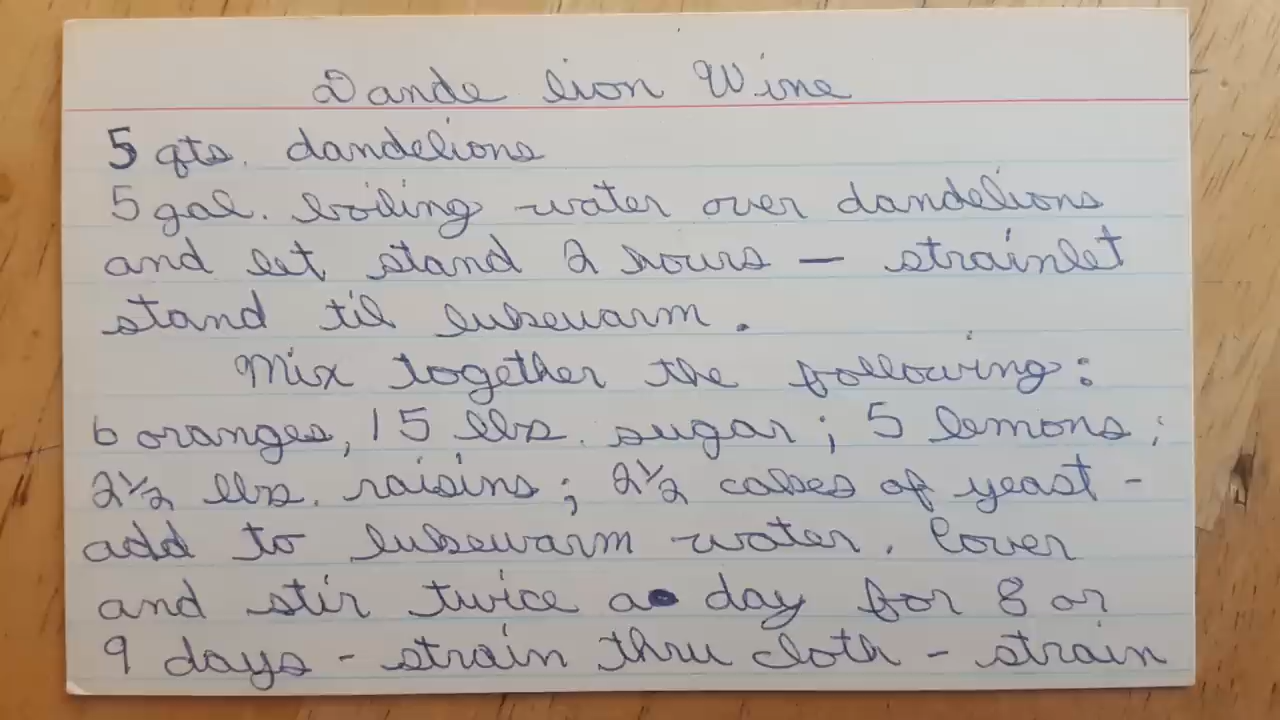 Dande lion Wine
5 qts. dandelions
5 gal. boiling water over dandelions
and let stand 2 hours — strain let
stand til lukewarm.
Mix together the following:
6 oranges, 15 lbs. sugar; 5 lemons;
2½ lbs. raisins; 2½ cakes of yeast -
add to lukewarm water. Cover
and stir twice a day for 8 or
9 days - strain thru cloth - strain